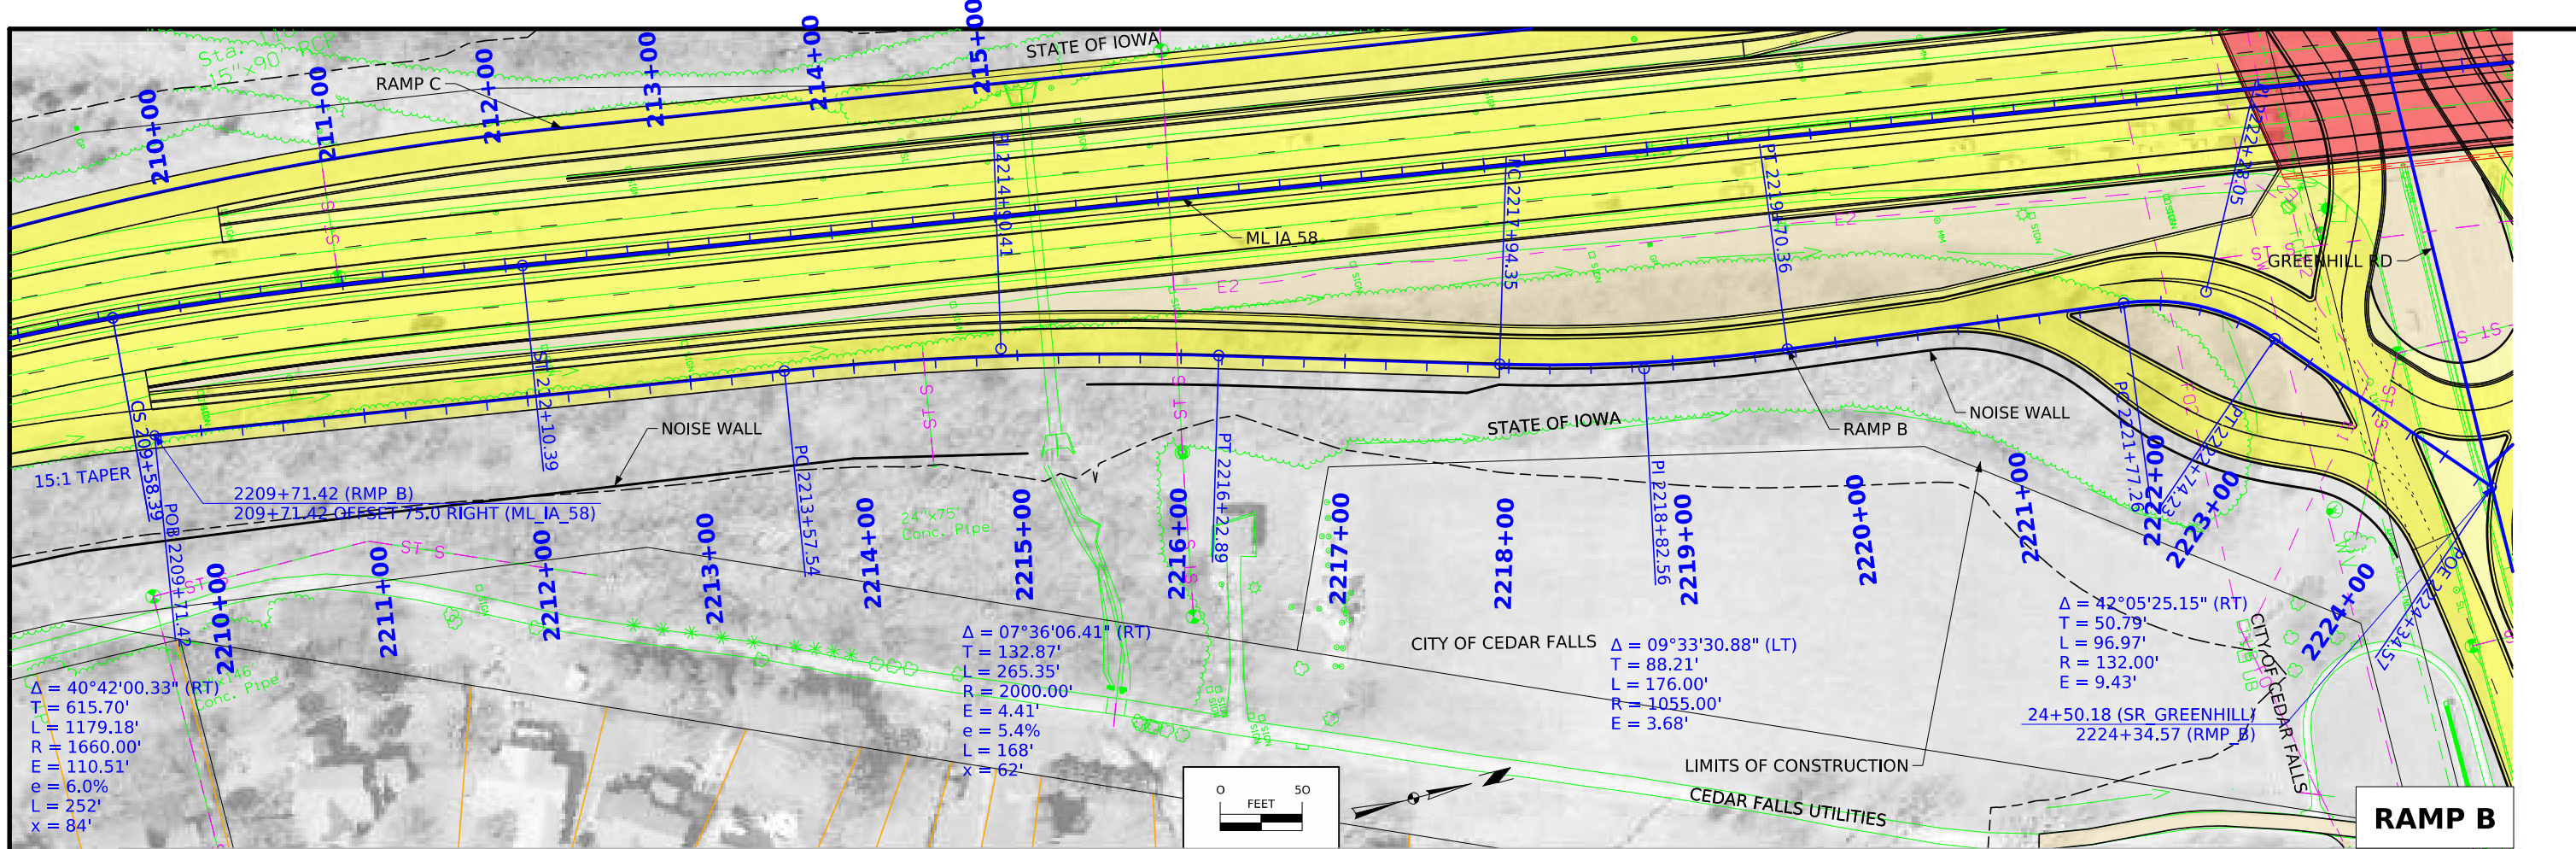 STATE OF IOWA
RAMP C
210+00
211+00
212+00
213+00
214+00
215+00
15"x90' RCP
PI 2214+90.41
PC 2217+94.35
PT 2219+70.36
PI 2222+28.05
ML IA 58
E2
E2
GREENHILL RD
CS 209+58.39
ST 212+10.39
NOISE WALL
15:1 TAPER
2209+71.42 (RMP_B)
209+71.42 OFFSET 75.0 RIGHT (ML_IA_58)
POB 2209+71.42
PC 2213+57.54
PT 2216+22.89
PI 2218+82.56
PC 2221+77.26
PT 2222+74.23
POE 2224+34.57
STATE OF IOWA
RAMP B
NOISE WALL
24"x75'
Conc. Pipe
ST S
2210+00
2211+00
2212+00
2213+00
2214+00
2215+00
2216+00
2217+00
2218+00
2219+00
2220+00
2221+00
2222+00
2223+00
2224+00
Δ = 40°42'00.33" (RT)
T = 615.70'
L = 1179.18'
R = 1660.00'
E = 110.51'
e = 6.0%
L = 252'
x = 84'
Conc. Pipe
Δ = 07°36'06.41" (RT)
T = 132.87'
L = 265.35'
R = 2000.00'
E = 4.41'
e = 5.4%
L = 168'
x = 62'
CITY OF CEDAR FALLS
Δ = 09°33'30.88" (LT)
T = 88.21'
L = 176.00'
R = 1055.00'
E = 3.68'
Δ = 42°05'25.15" (RT)
T = 50.79'
L = 96.97'
R = 132.00'
E = 9.43'
24+50.18 (SR_GREENHILL)
2224+34.57 (RMP_B)
CITY OF CEDAR FALLS
LIMITS OF CONSTRUCTION
CEDAR FALLS UTILITIES
0 50
FEET
RAMP B